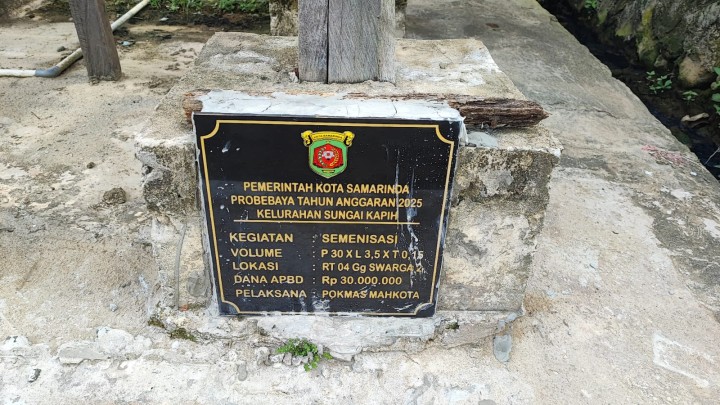 PEMERINTAH KOTA SAMARINDA
PROBEBAYA TAHUN ANGGARAN 2025
KELURAHAN SUNGAI KAPIH
KEGIATAN : SEMENISASI
VOLUME : P 30 X L 3,5 X T 0,15
LOKASI : RT 04 Gg SWARGA 2
DANA APBD : Rp 30.000.000
PELAKSANA : POKMAS MAHKOTA